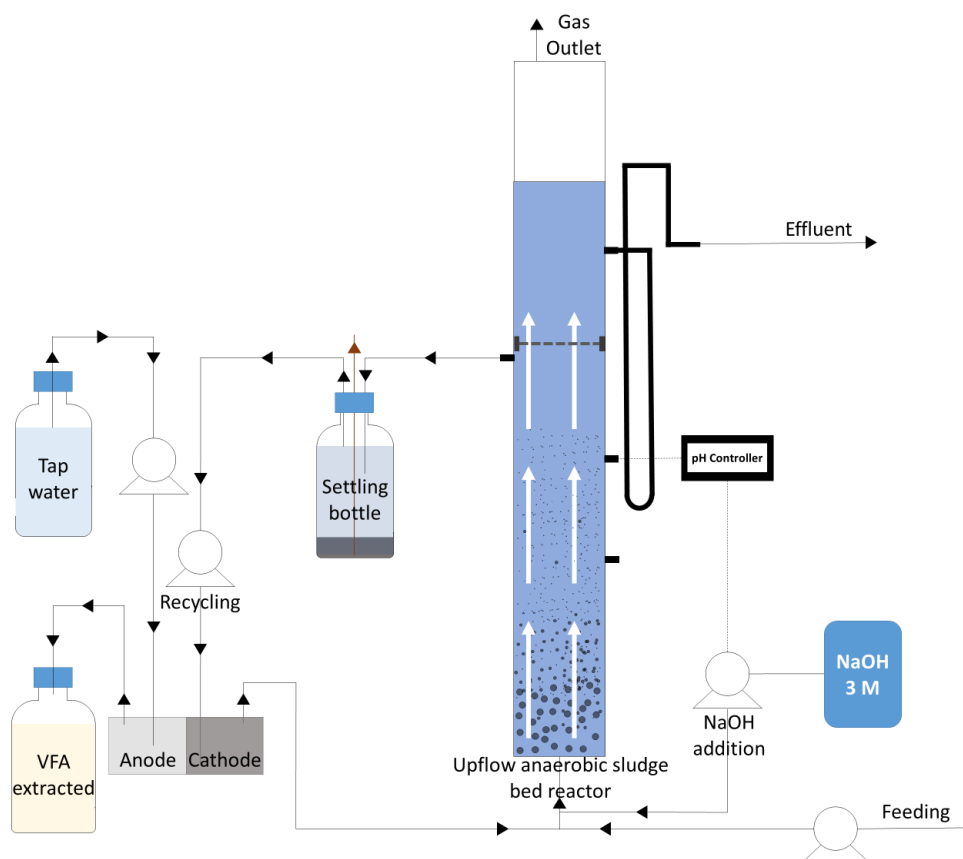 Gas
Outlet
Effluent
Tap
water
Settling
bottle
pH Controller
Recycling
NaOH
3 M
NaOH
addition
VFA
extracted
Anode
Cathode
Upflow anaerobic sludge
bed reactor
Feeding